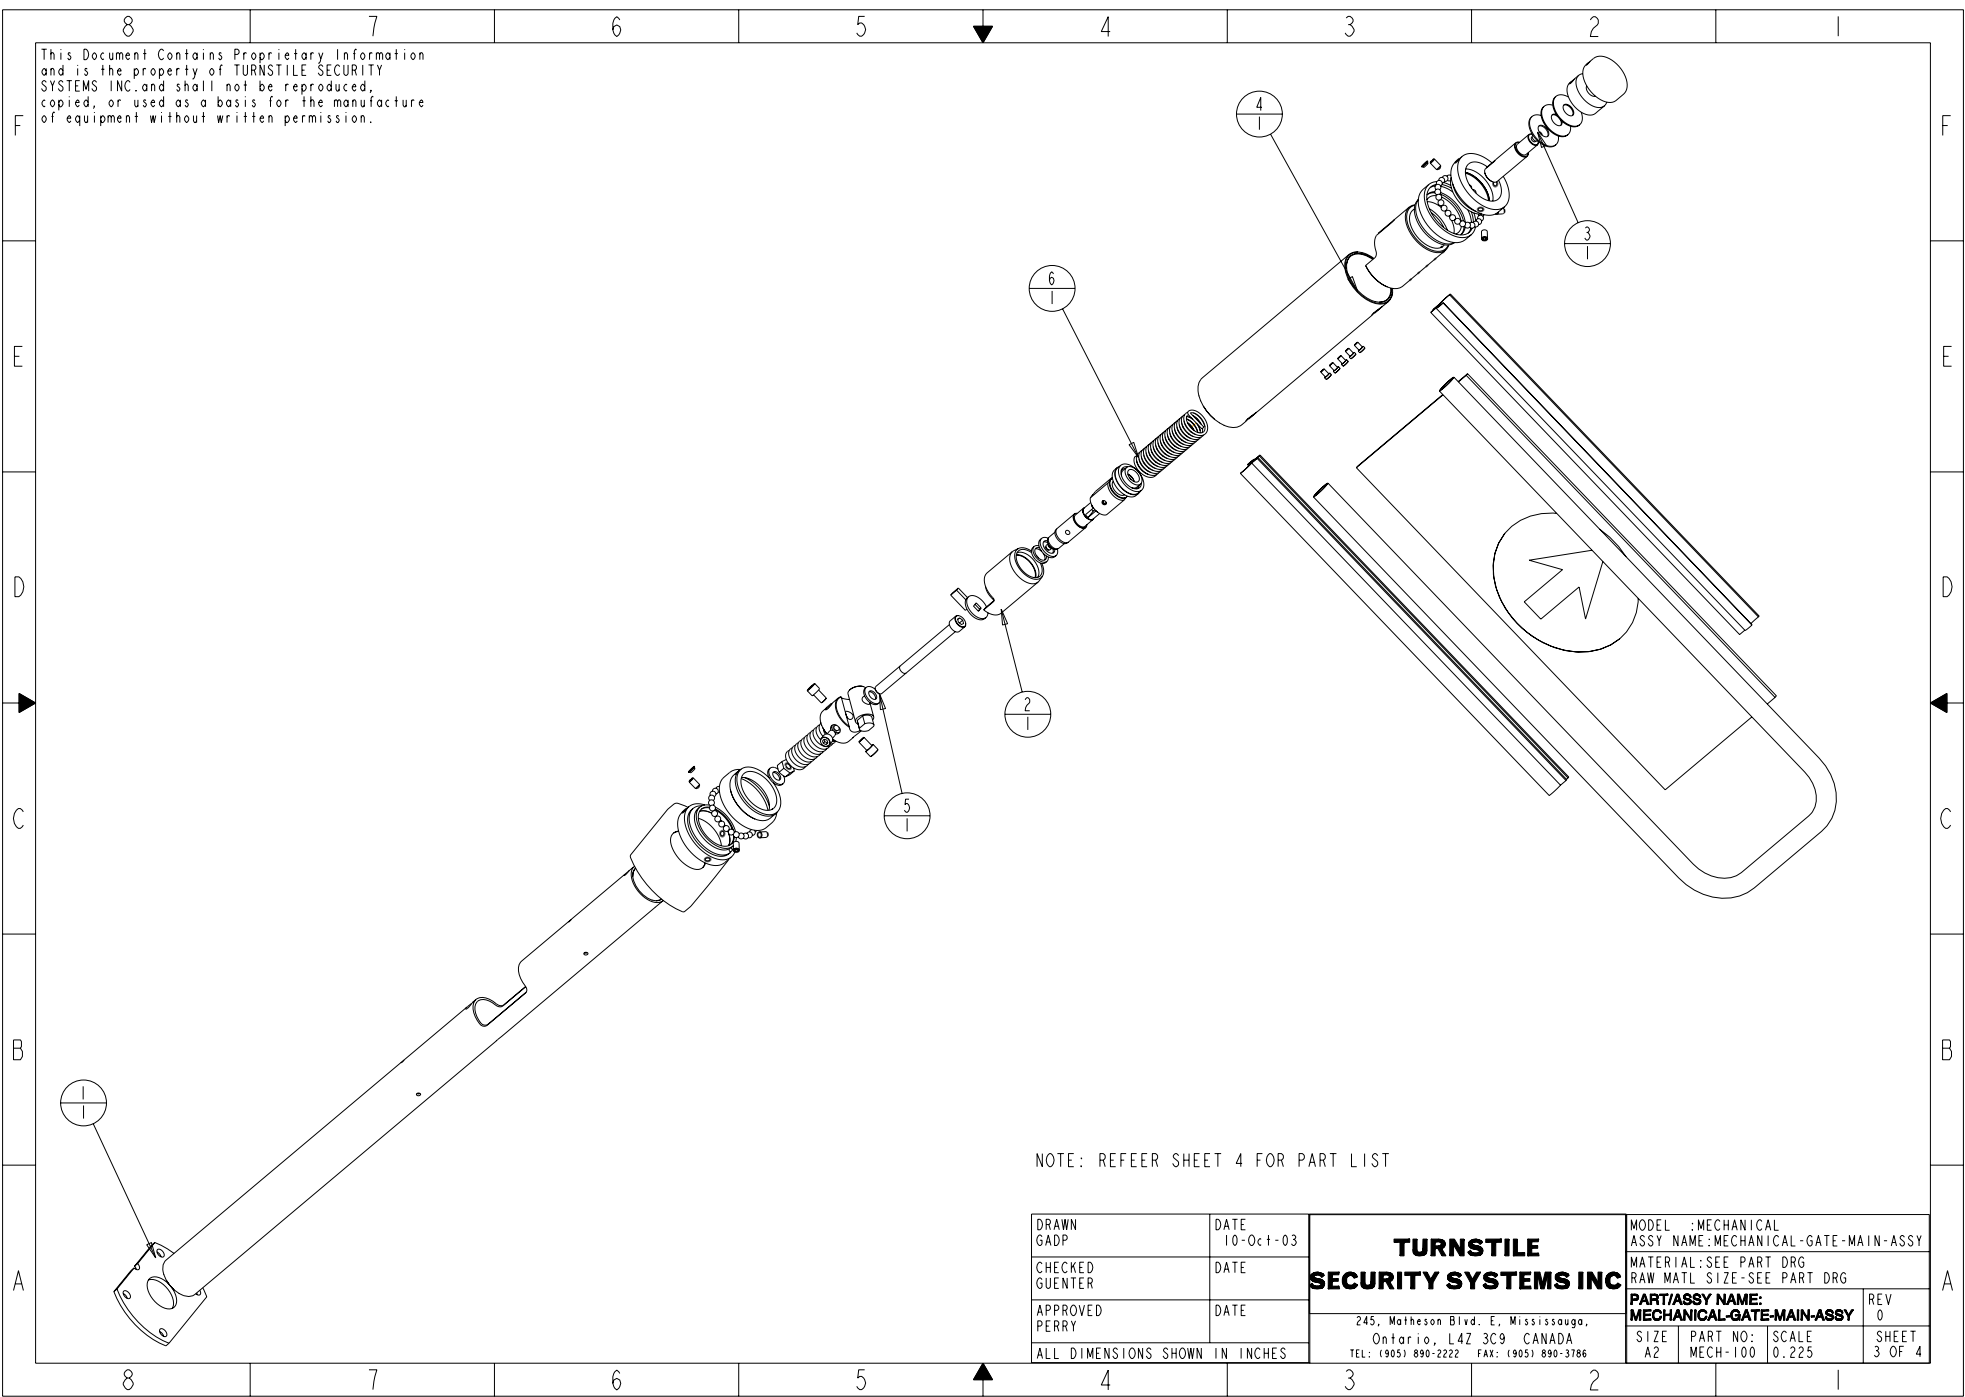 8 7 6 5 4 3 2 1
This Document Contains Proprietary Information
and is the property of TURNSTILE SECURITY
SYSTEMS INC.and shall not be reproduced,
copied, or used as a basis for the manufacture
of equipment without written permission.
F F
4
1
3
1
6
1
E E
D D
2
1
5
1
C C
B B
1
1
NOTE: REFEER SHEET 4 FOR PART LIST
DRAWN
GADP
DATE
10-Oct-03
CHECKED
GUENTER
DATE
APPROVED
PERRY
DATE
ALL DIMENSIONS SHOWN IN INCHES
TURNSTILE
SECURITY SYSTEMS INC
245, Matheson Blvd. E, Mississauga,
Ontario, L4Z 3C9 CANADA
TEL: (905) 890-2222 FAX: (905) 890-3786
MODEL :MECHANICAL
ASSY NAME:MECHANICAL-GATE-MAIN-ASSY
MATERIAL:SEE PART DRG
RAW MATL SIZE-SEE PART DRG
PART/ASSY NAME:
MECHANICAL-GATE-MAIN-ASSY
REV
0
SIZE
A2
PART NO:
MECH-100
SCALE
0.225
SHEET
3 OF 4
A A
8 7 6 5 4 3 2 1